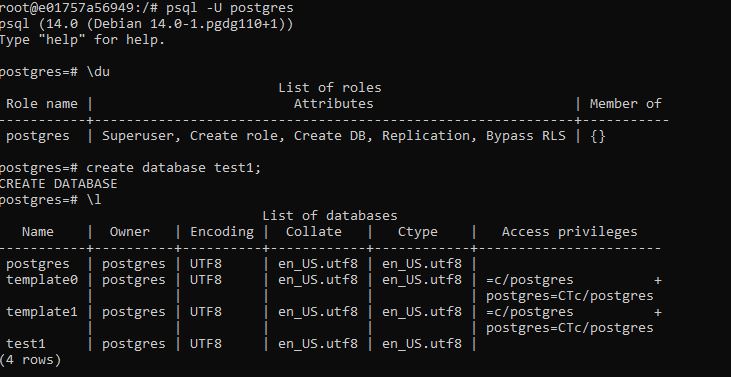 root@e01757a56949:/# psql -U postgres
psql (14.0 (Debian 14.0-1.pgdg110+1))
Type "help" for help.

postgres=# \du
                                   List of roles
 Role name |                         Attributes                         | Member of
-----------+------------------------------------------------------------+-----------
 postgres  | Superuser, Create role, Create DB, Replication, Bypass RLS | {}

postgres=# create database test1;
CREATE DATABASE
postgres=# \l
                                 List of databases
   Name    |  Owner   | Encoding |  Collate   |   Ctype    |   Access privileges
-----------+----------+----------+------------+------------+-----------------------
 postgres  | postgres | UTF8     | en_US.utf8 | en_US.utf8 |
 template0 | postgres | UTF8     | en_US.utf8 | en_US.utf8 | =c/postgres          +
           |          |          |            |            | postgres=CTc/postgres
 template1 | postgres | UTF8     | en_US.utf8 | en_US.utf8 | =c/postgres          +
           |          |          |            |            | postgres=CTc/postgres
 test1     | postgres | UTF8     | en_US.utf8 | en_US.utf8 |
(4 rows)